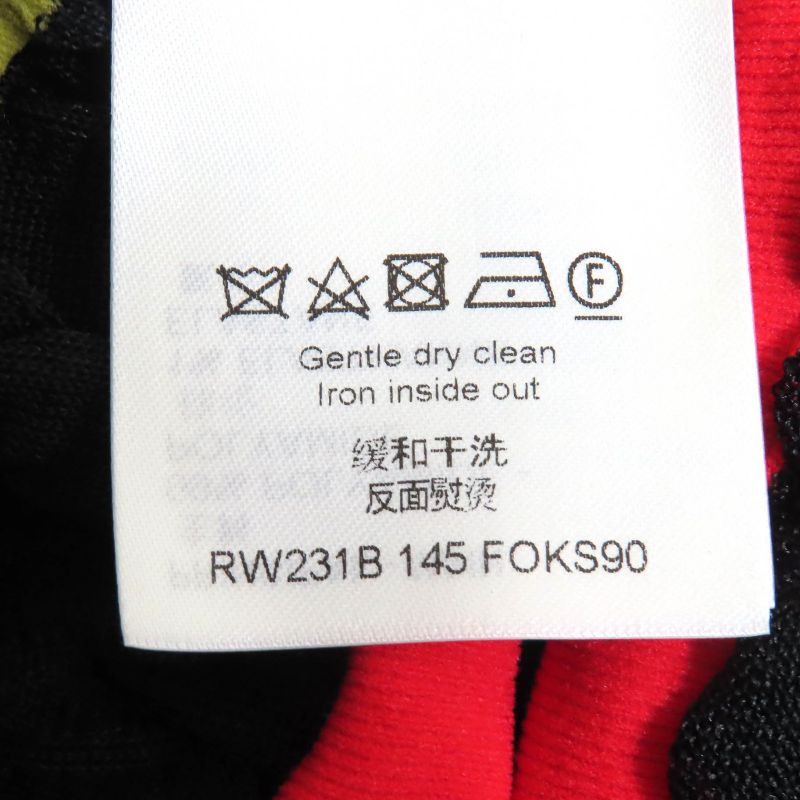 F
Gentle dry clean
Iron inside out
缓和干洗
反面熨烫
RW231B 145 FOKS90